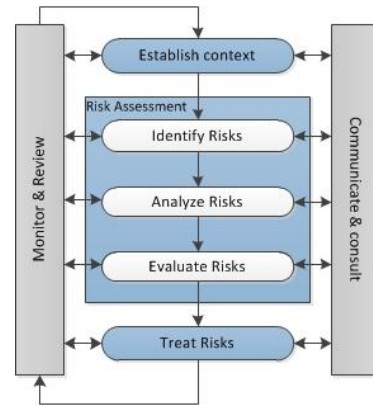 Establish context
Risk Assessment
Identify Risks
Analyze Risks
Evaluate Risks
Treat Risks
Monitor & Review
Communicate & consult